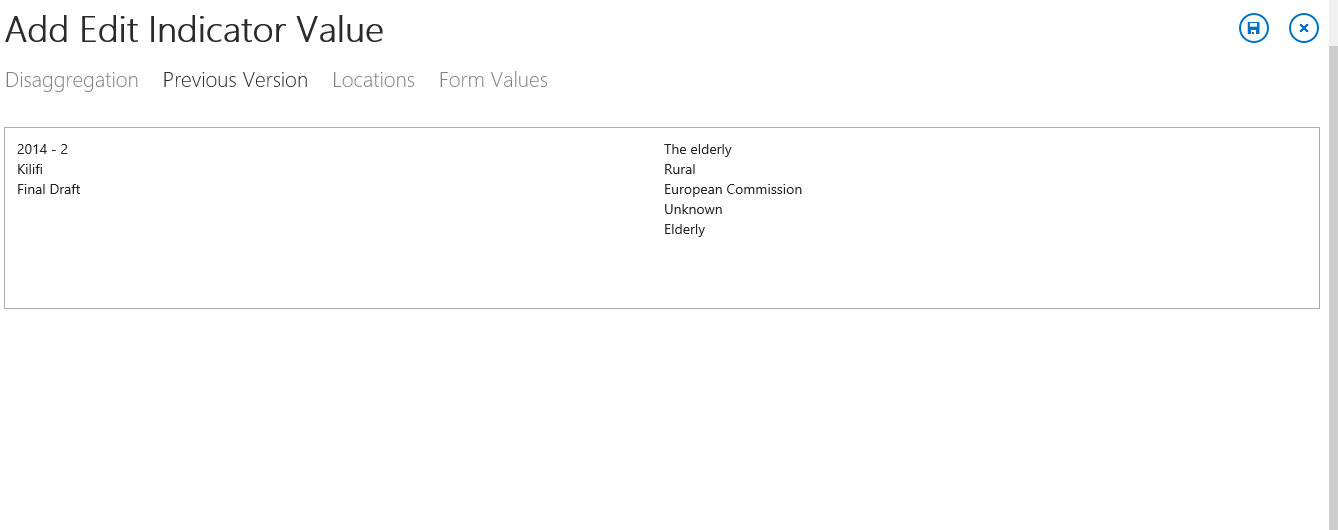 Add Edit Indicator Value
Disaggregation Previous Version Locations Form Values
2014 - 2
Kilifi
Final Draft
The elderly
Rural
European Commission
Unknown
Elderly